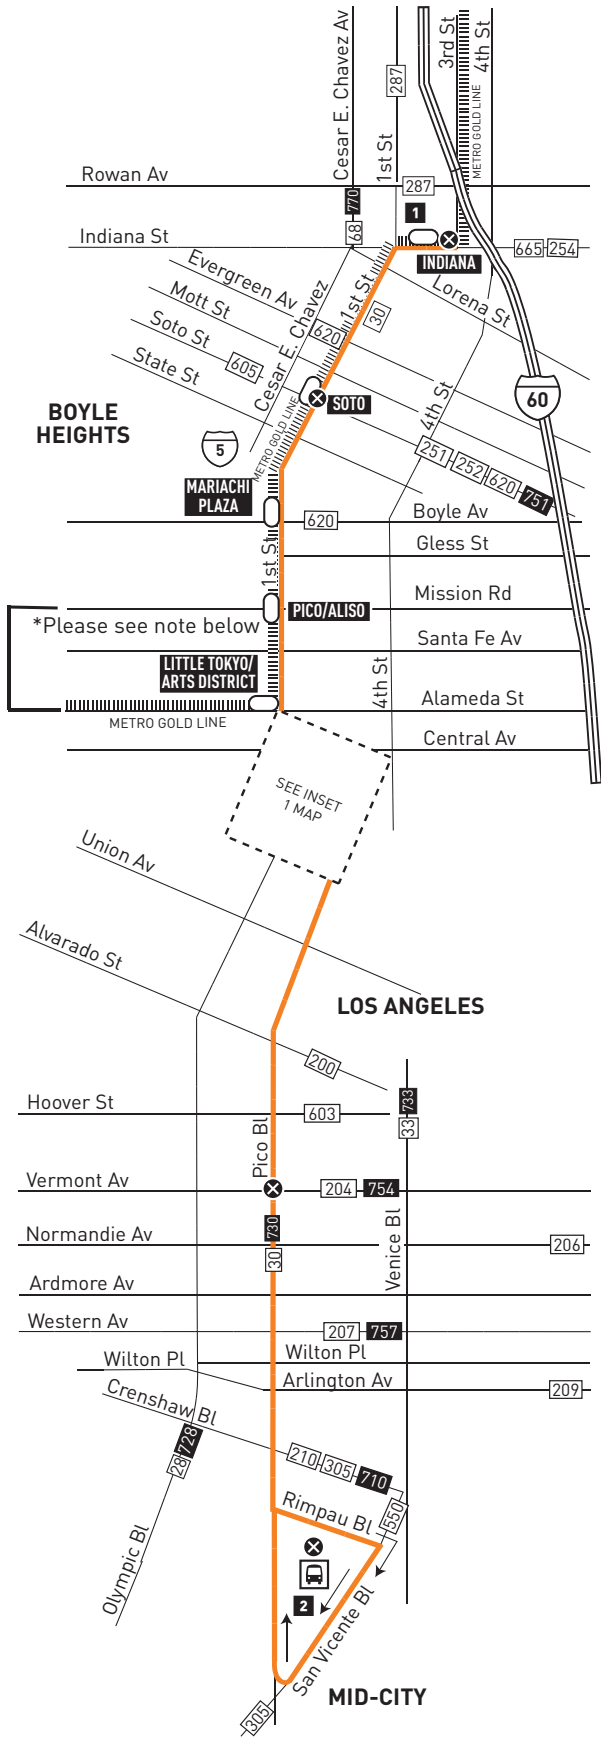 Cesar E. Chavez Av
287
1st St
3rd St
4th St
METRO GOLD LINE
Rowan Av
287
770
68
1
Indiana St
INDIANA
665
254
Evergreen Av
Lorena St
Mott St
Cesar E. Chavez
1st St
30
620
Soto St
605
State St
SOTO
4th St
60
BOYLE
HEIGHTS
5
METRO GOLD LINE
251
252
620
751
MARIACHI
PLAZA
620
Boyle Av
1st St
Gless St
Mission Rd
PICO/ALISO
*Please see note below
Santa Fe Av
LITTLE TOKYO/
ARTS DISTRICT
4th St
Alameda St
METRO GOLD LINE
Central Av
SEE INSET
1 MAP
Union Av
Alvarado St
LOS ANGELES
200
Hoover St
603
733
33
Pico Bl
Vermont Av
204
754
730
Normandie Av
206
30
Venice Bl
Ardmore Av
Western Av
207
757
Wilton Pl
Wilton Pl
Arlington Av
209
Crenshaw Bl
728
28
210
305
710
550
Rimpau Bl
Olympic Bl
2
San Vicente Bl
MID-CITY
305